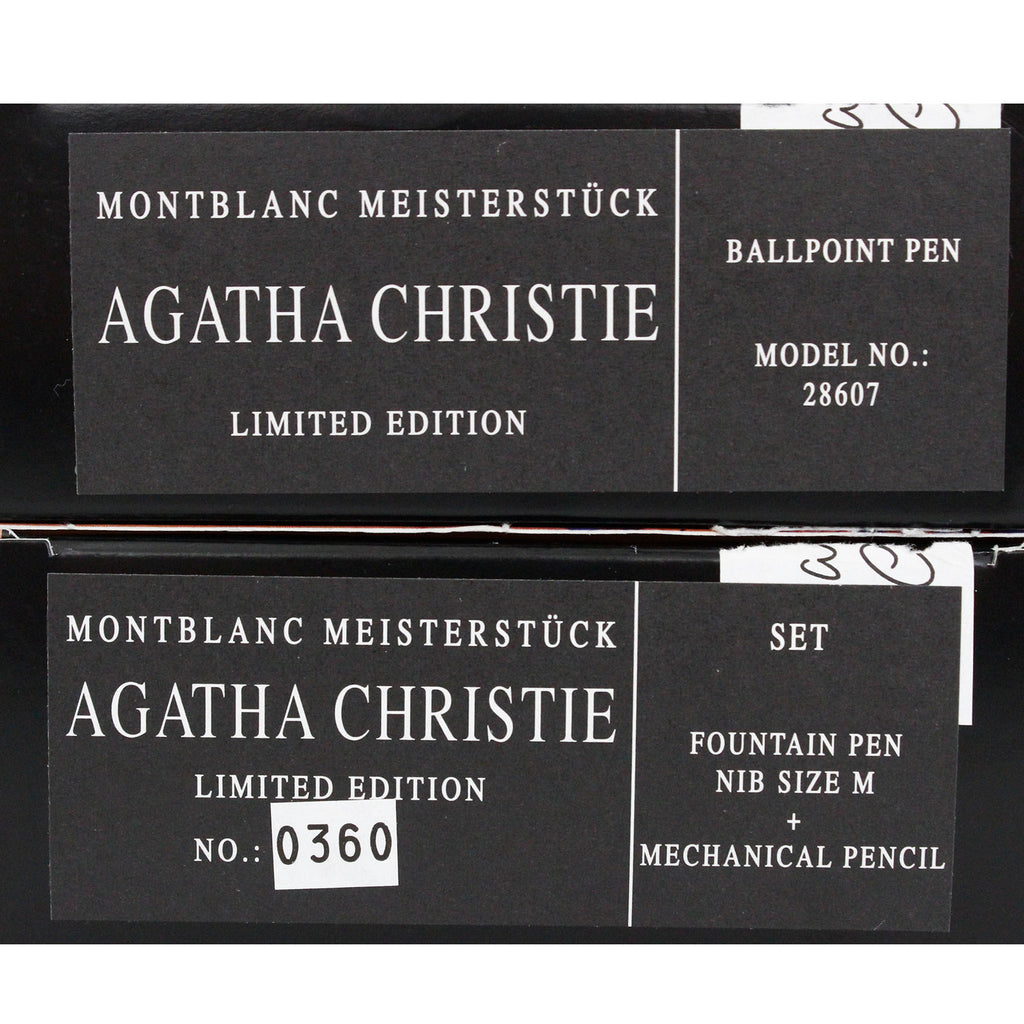 MONTBLANC MEISTERSTÜCK
AGATHA CHRISTIE
LIMITED EDITION
BALLPOINT PEN
MODEL NO.:
28607
MONTBLANC MEISTERSTÜCK
AGATHA CHRISTIE
LIMITED EDITION
NO.: 0360
SET
FOUNTAIN PEN
NIB SIZE M
+
MECHANICAL PENCIL